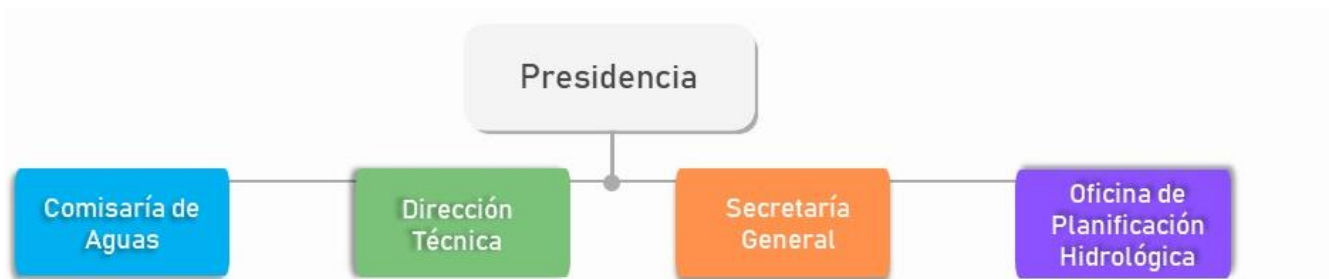 Presidencia
Comisaría de
Aguas
Dirección
Técnica
Secretaría
General
Oficina de
Planificación
Hidrológica